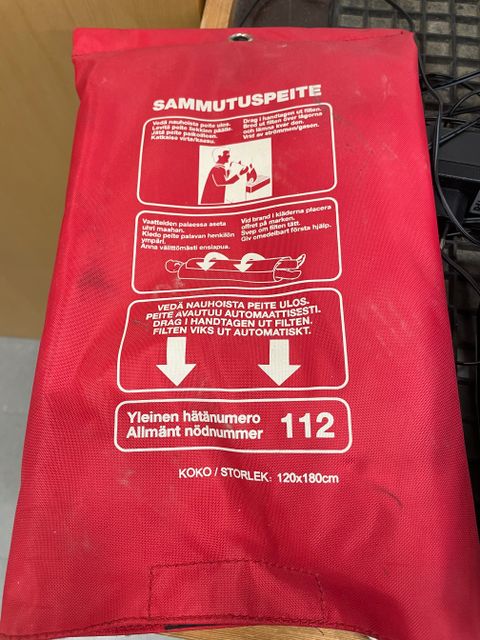 SAMMUTUSPEITE
Vedä nauhoista peite ulos.
Levitä peite liekkien päälle.
Jätä peite paikoilleen.
Katkaise virta/kaasu.
Drag i handtagen ut filten.
Bred ut filten över lågorna
och lämna kvar den.
Vrid av strömmen/gasen.
Vaatteiden palaessa aseta
uhri maahan.
Kiedo peite palavan henkilön
ympäri.
Anna välittömästi ensiapua.
Vid brand i kläderna placera
offret på marken.
Svep om filten tätt.
Giv omedelbart första hjälp.
VEDÄ NAUHOISTA PEITE ULOS.
PEITE AVAUTUU AUTOMAATTISESTI.
DRAG I HANDTAGEN UT FILTEN.
FILTEN VIKS UT AUTOMATISKT.
Yleinen hätänumero
Allmänt nödnummer 112
KOKO / STORLEK: 120x180cm